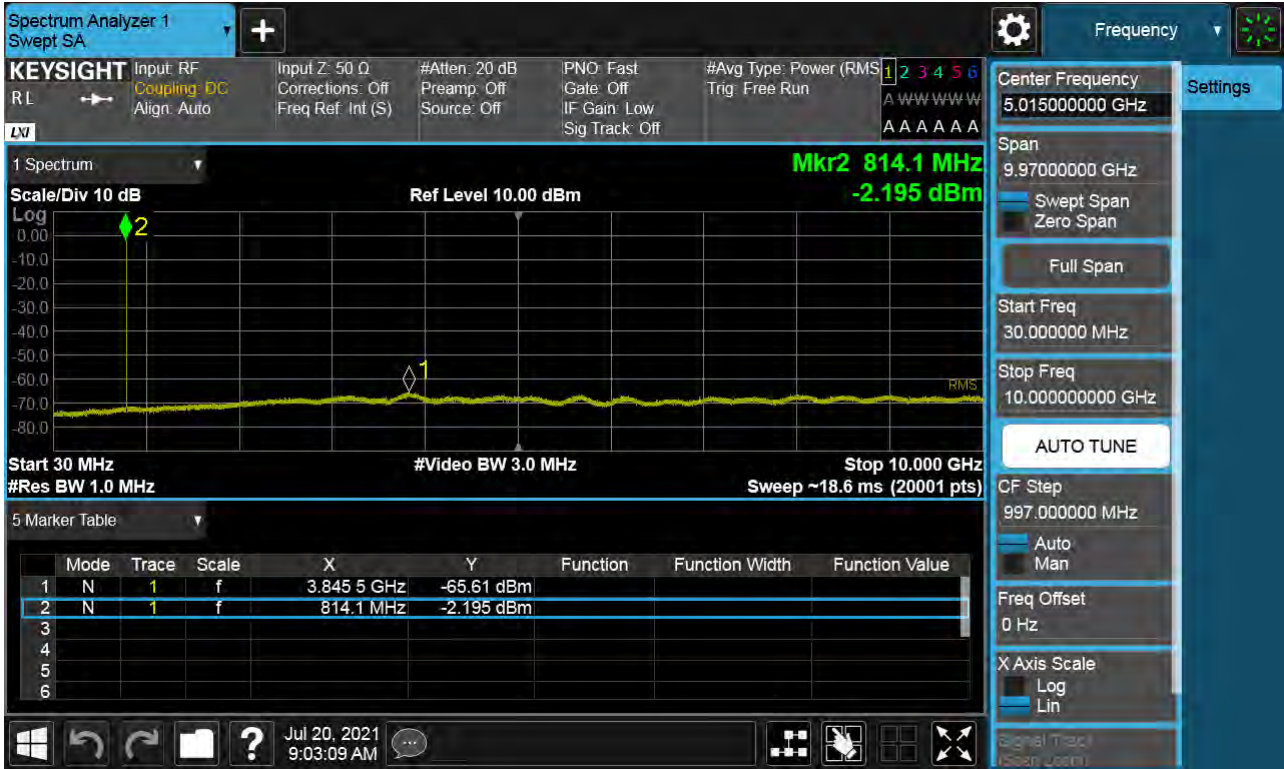 Spectrum Analyzer 1
Swept SA
Frequency
KEYSIGHT
R L
LXI
Input: RF
Coupling: DC
Align: Auto
Input Z: 50 Ω
Corrections: Off
Freq Ref: Int (S)
#Atten: 20 dB
Preamp: Off
Source: Off
PNO: Fast
Gate: Off
IF Gain: Low
Sig Track: Off
#Avg Type: Power (RMS
Trig: Free Run
1 2 3 4 5 6
A W W W W W
A A A A A A
1 Spectrum
Mkr2 814.1 MHz
Scale/Div 10 dB
Ref Level 10.00 dBm
-2.195 dBm
Log
0.00
-10.0
-20.0
-30.0
-40.0
-50.0
-60.0
-70.0
-80.0
2
1
RMS
Start 30 MHz
#Video BW 3.0 MHz
Stop 10.000 GHz
#Res BW 1.0 MHz
Sweep ~18.6 ms (20001 pts)
5 Marker Table
Mode Trace Scale X Y Function Function Width Function Value
1 N 1 f 3.845 5 GHz -65.61 dBm
2 N 1 f 814.1 MHz -2.195 dBm
3
4
5
6
Jul 20, 2021
9:03:09 AM
Center Frequency
5.015000000 GHz
Settings
Span
9.97000000 GHz
Swept Span
Zero Span
Full Span
Start Freq
30.000000 MHz
Stop Freq
10.000000000 GHz
AUTO TUNE
CF Step
997.000000 MHz
Auto
Man
Freq Offset
0 Hz
X Axis Scale
Log
Lin
Signal Track
(Span Zoom)